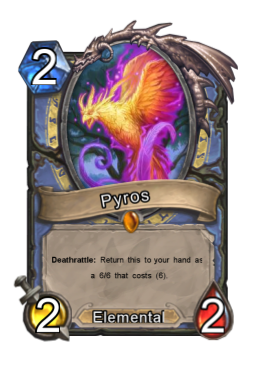 2
Pyros
Deathrattle: Return this to your hand as
a 6/6 that costs (6).
2
Elemental
2